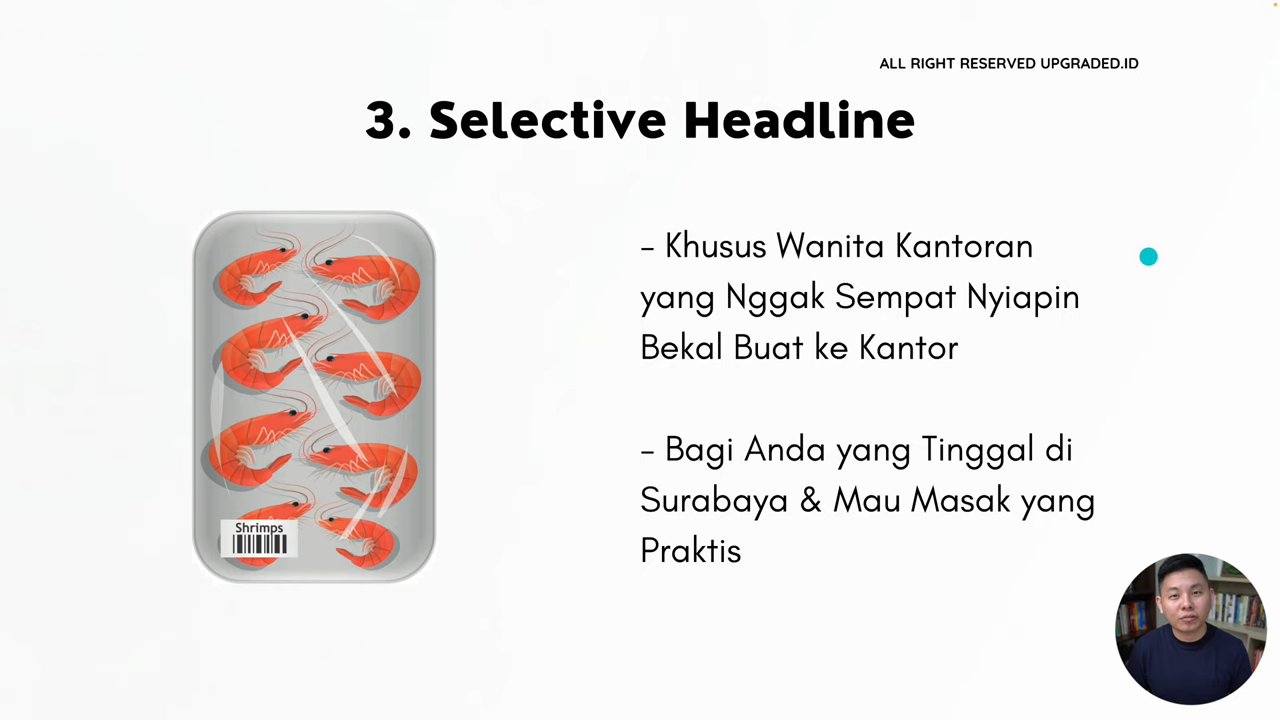 ALL RIGHT RESERVED UPGRADED.ID
3. Selective Headline
- Khusus Wanita Kantoran
yang Nggak Sempat Nyiapin
Bekal Buat ke Kantor
- Bagi Anda yang Tinggal di
Surabaya & Mau Masak yang
Praktis
Shrimps